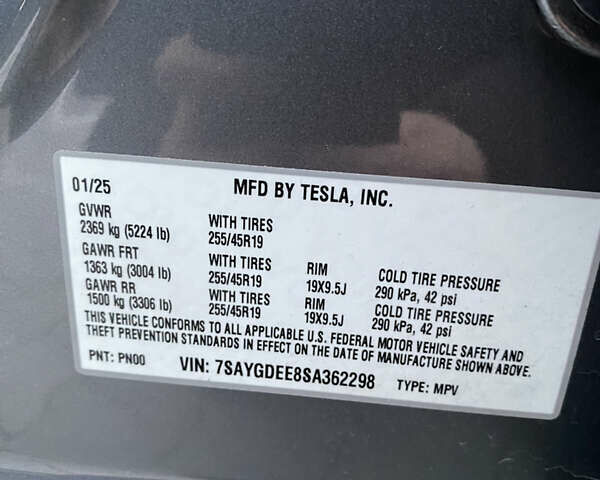 01/25 MFD BY TESLA, INC.
GVWR
2369 kg (5224 lb) WITH TIRES 255/45R19
GAWR FRT
1363 kg (3004 lb) WITH TIRES 255/45R19 RIM 19X9.5J COLD TIRE PRESSURE 290 kPa, 42 psi
GAWR RR
1500 kg (3306 lb) WITH TIRES 255/45R19 RIM 19X9.5J COLD TIRE PRESSURE 290 kPa, 42 psi
THIS VEHICLE CONFORMS TO ALL APPLICABLE U.S. FEDERAL MOTOR VEHICLE SAFETY AND
THEFT PREVENTION STANDARDS IN EFFECT ON THE DATE OF MANUFACTURE SHOWN ABOVE.
PNT: PN00 VIN: 7SAYGDEE8SA362298 TYPE: MPV